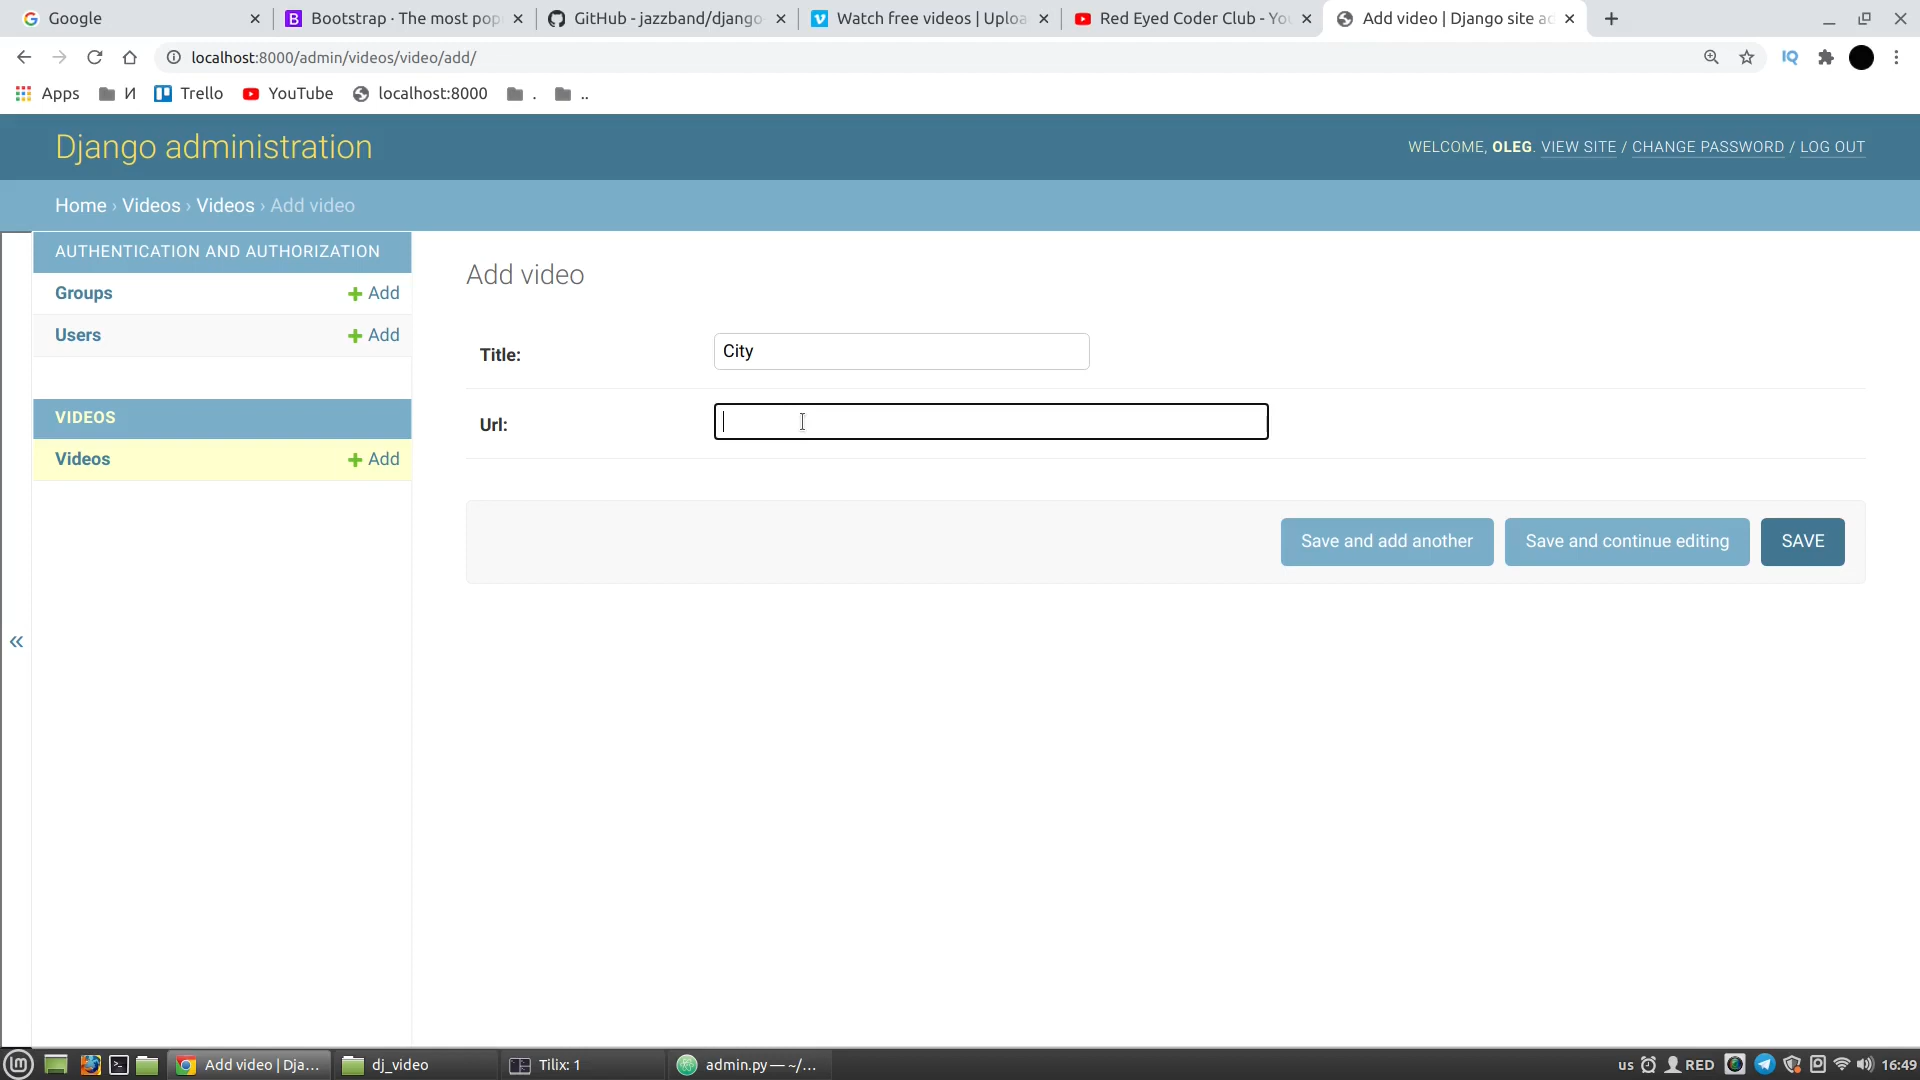 Google
Bootstrap · The most pop
GitHub - jazzband/django
Watch free videos | Uploa
Red Eyed Coder Club - You
Add video | Django site ad
localhost:8000/admin/videos/video/add/
IQ
Apps
И
Trello
YouTube
localhost:8000
.
..
Django administration
WELCOME, OLEG. VIEW SITE / CHANGE PASSWORD / LOG OUT
Home › Videos › Videos › Add video
AUTHENTICATION AND AUTHORIZATION
Groups
Add
Users
Add
VIDEOS
Videos
Add
Add video
Title:
City
Url:
Save and add another
Save and continue editing
SAVE
«
Add video | Dja...
dj_video
Tilix: 1
admin.py — ~/...
us
RED
16:49